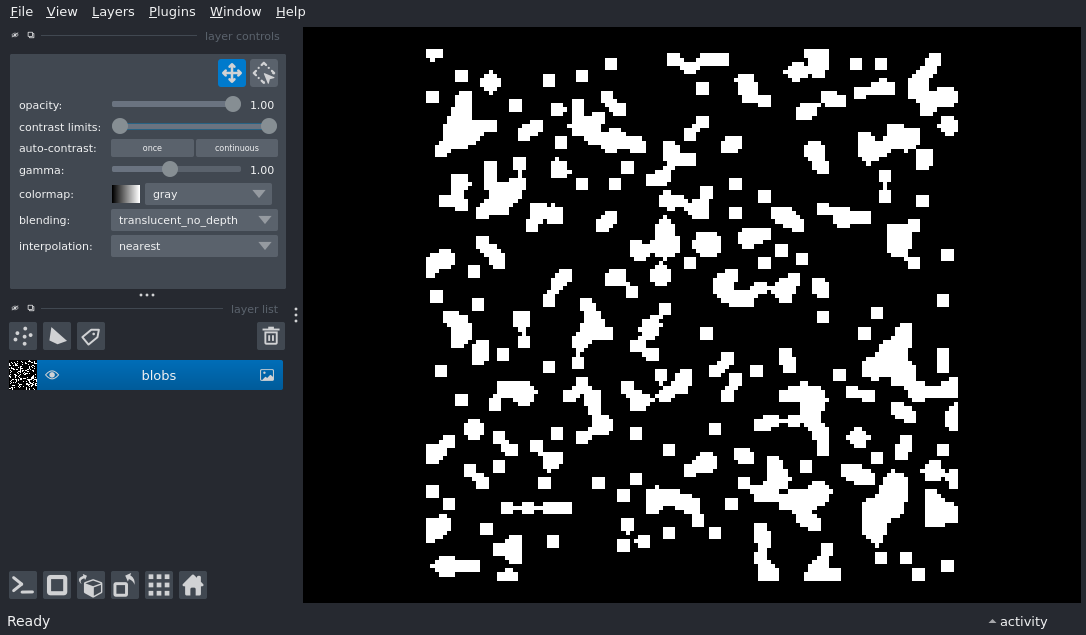 File View Layers Plugins Window Help
layer controls
opacity: 1.00
contrast limits:
auto-contrast: once continuous
gamma: 1.00
colormap: gray
blending: translucent_no_depth
interpolation: nearest
layer list
blobs
Ready
activity